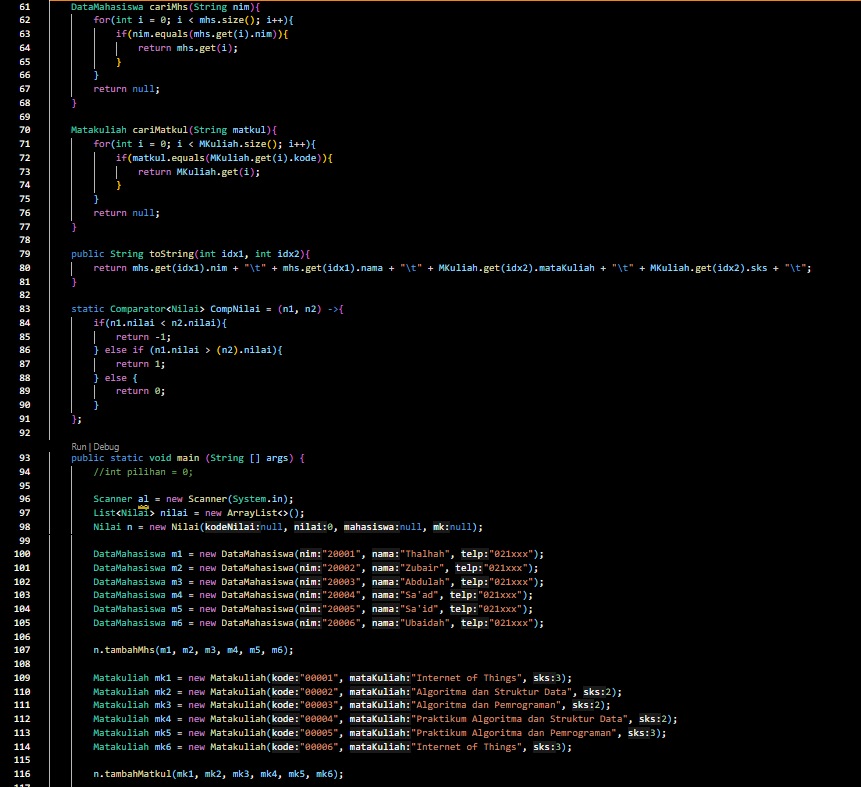 61 DataMahasiswa cariMhs(String nim){
62 for(int i = 0; i < mhs.size(); i++){
63 if(nim.equals(mhs.get(i).nim)){
64 return mhs.get(i);
65 }
66 }
67 return null;
68 }
69
70 Matakuliah cariMatkul(String matkul){
71 for(int i = 0; i < MKuliah.size(); i++){
72 if(matkul.equals(MKuliah.get(i).kode)){
73 return MKuliah.get(i);
74 }
75 }
76 return null;
77 }
78
79 public String toString(int idx1, int idx2){
80 return mhs.get(idx1).nim + "\t" + mhs.get(idx1).nama + "\t" + MKuliah.get(idx2).mataKuliah + "\t" + MKuliah.get(idx2).sks + "\t";
81 }
82
83 static Comparator<Nilai> CompNilai = (n1, n2) ->{
84 if(n1.nilai < n2.nilai){
85 return -1;
86 } else if (n1.nilai > (n2).nilai){
87 return 1;
88 } else {
89 return 0;
90 }
91 };
92
Run | Debug
93 public static void main (String [] args) {
94 //int pilihan = 0;
95
96 Scanner al = new Scanner(System.in);
97 List<Nilai> nilai = new ArrayList<>();
98 Nilai n = new Nilai(kodeNilai:null, nilai:0, mahasiswa:null, mk:null);
99
100 DataMahasiswa m1 = new DataMahasiswa(nim:"20001", nama:"Thalhah", telp:"021xxx");
101 DataMahasiswa m2 = new DataMahasiswa(nim:"20002", nama:"Zubair", telp:"021xxx");
102 DataMahasiswa m3 = new DataMahasiswa(nim:"20003", nama:"Abdulah", telp:"021xxx");
103 DataMahasiswa m4 = new DataMahasiswa(nim:"20004", nama:"Sa'ad", telp:"021xxx");
104 DataMahasiswa m5 = new DataMahasiswa(nim:"20005", nama:"Sa'id", telp:"021xxx");
105 DataMahasiswa m6 = new DataMahasiswa(nim:"20006", nama:"Ubaidah", telp:"021xxx");
106
107 n.tambahMhs(m1, m2, m3, m4, m5, m6);
108
109 Matakuliah mk1 = new Matakuliah(kode:"00001", mataKuliah:"Internet of Things", sks:3);
110 Matakuliah mk2 = new Matakuliah(kode:"00002", mataKuliah:"Algoritma dan Struktur Data", sks:2);
111 Matakuliah mk3 = new Matakuliah(kode:"00003", mataKuliah:"Algoritma dan Pemrograman", sks:2);
112 Matakuliah mk4 = new Matakuliah(kode:"00004", mataKuliah:"Praktikum Algoritma dan Struktur Data", sks:2);
113 Matakuliah mk5 = new Matakuliah(kode:"00005", mataKuliah:"Praktikum Algoritma dan Pemrograman", sks:3);
114 Matakuliah mk6 = new Matakuliah(kode:"00006", mataKuliah:"Internet of Things", sks:3);
115
116 n.tambahMatkul(mk1, mk2, mk3, mk4, mk5, mk6);
117